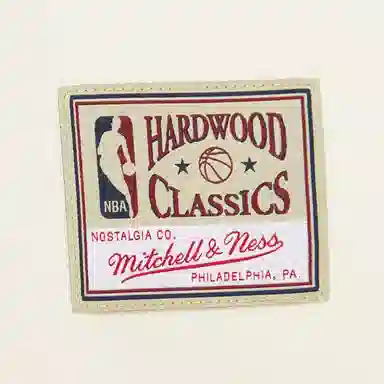 HARDWOOD
NBA
CLASSICS
NOSTALGIA CO.
Mitchell & Ness
PHILADELPHIA, PA.